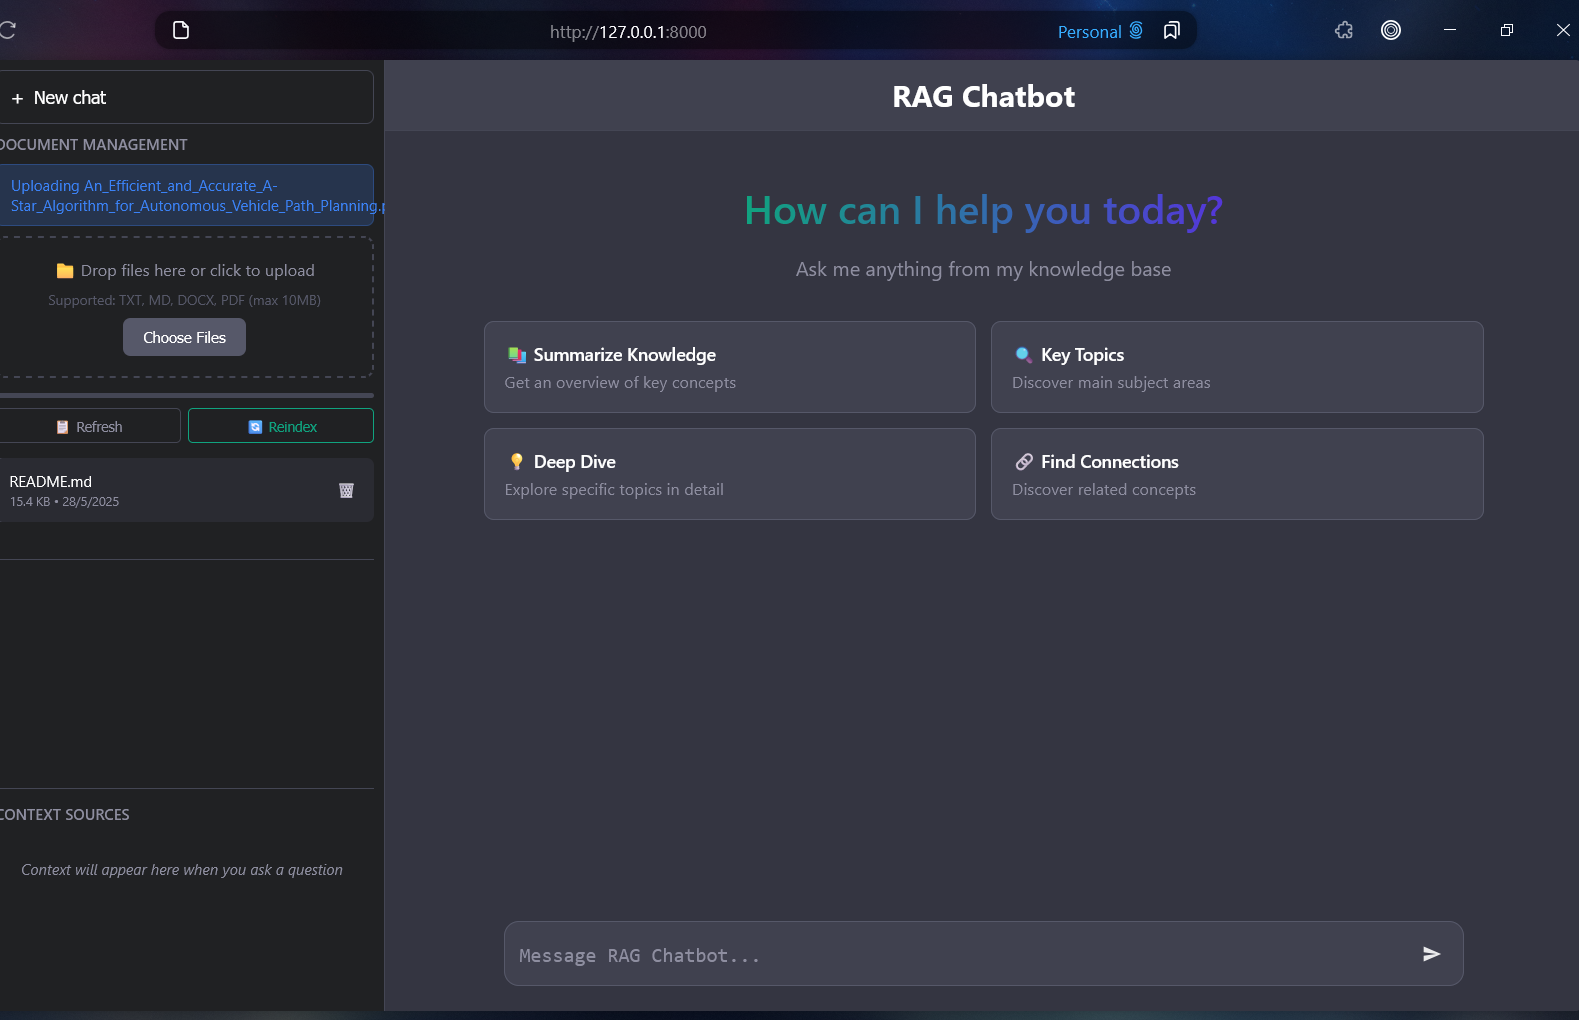 http://127.0.0.1:8000
Personal
+ New chat
DOCUMENT MANAGEMENT
Uploading An_Efficient_and_Accurate_A-
Star_Algorithm_for_Autonomous_Vehicle_Path_Planning.p
Drop files here or click to upload
Supported: TXT, MD, DOCX, PDF (max 10MB)
Choose Files
Refresh
Reindex
README.md
15.4 KB • 28/5/2025
CONTEXT SOURCES
Context will appear here when you ask a question
RAG Chatbot
How can I help you today?
Ask me anything from my knowledge base
Summarize Knowledge
Get an overview of key concepts
Key Topics
Discover main subject areas
Deep Dive
Explore specific topics in detail
Find Connections
Discover related concepts
Message RAG Chatbot...